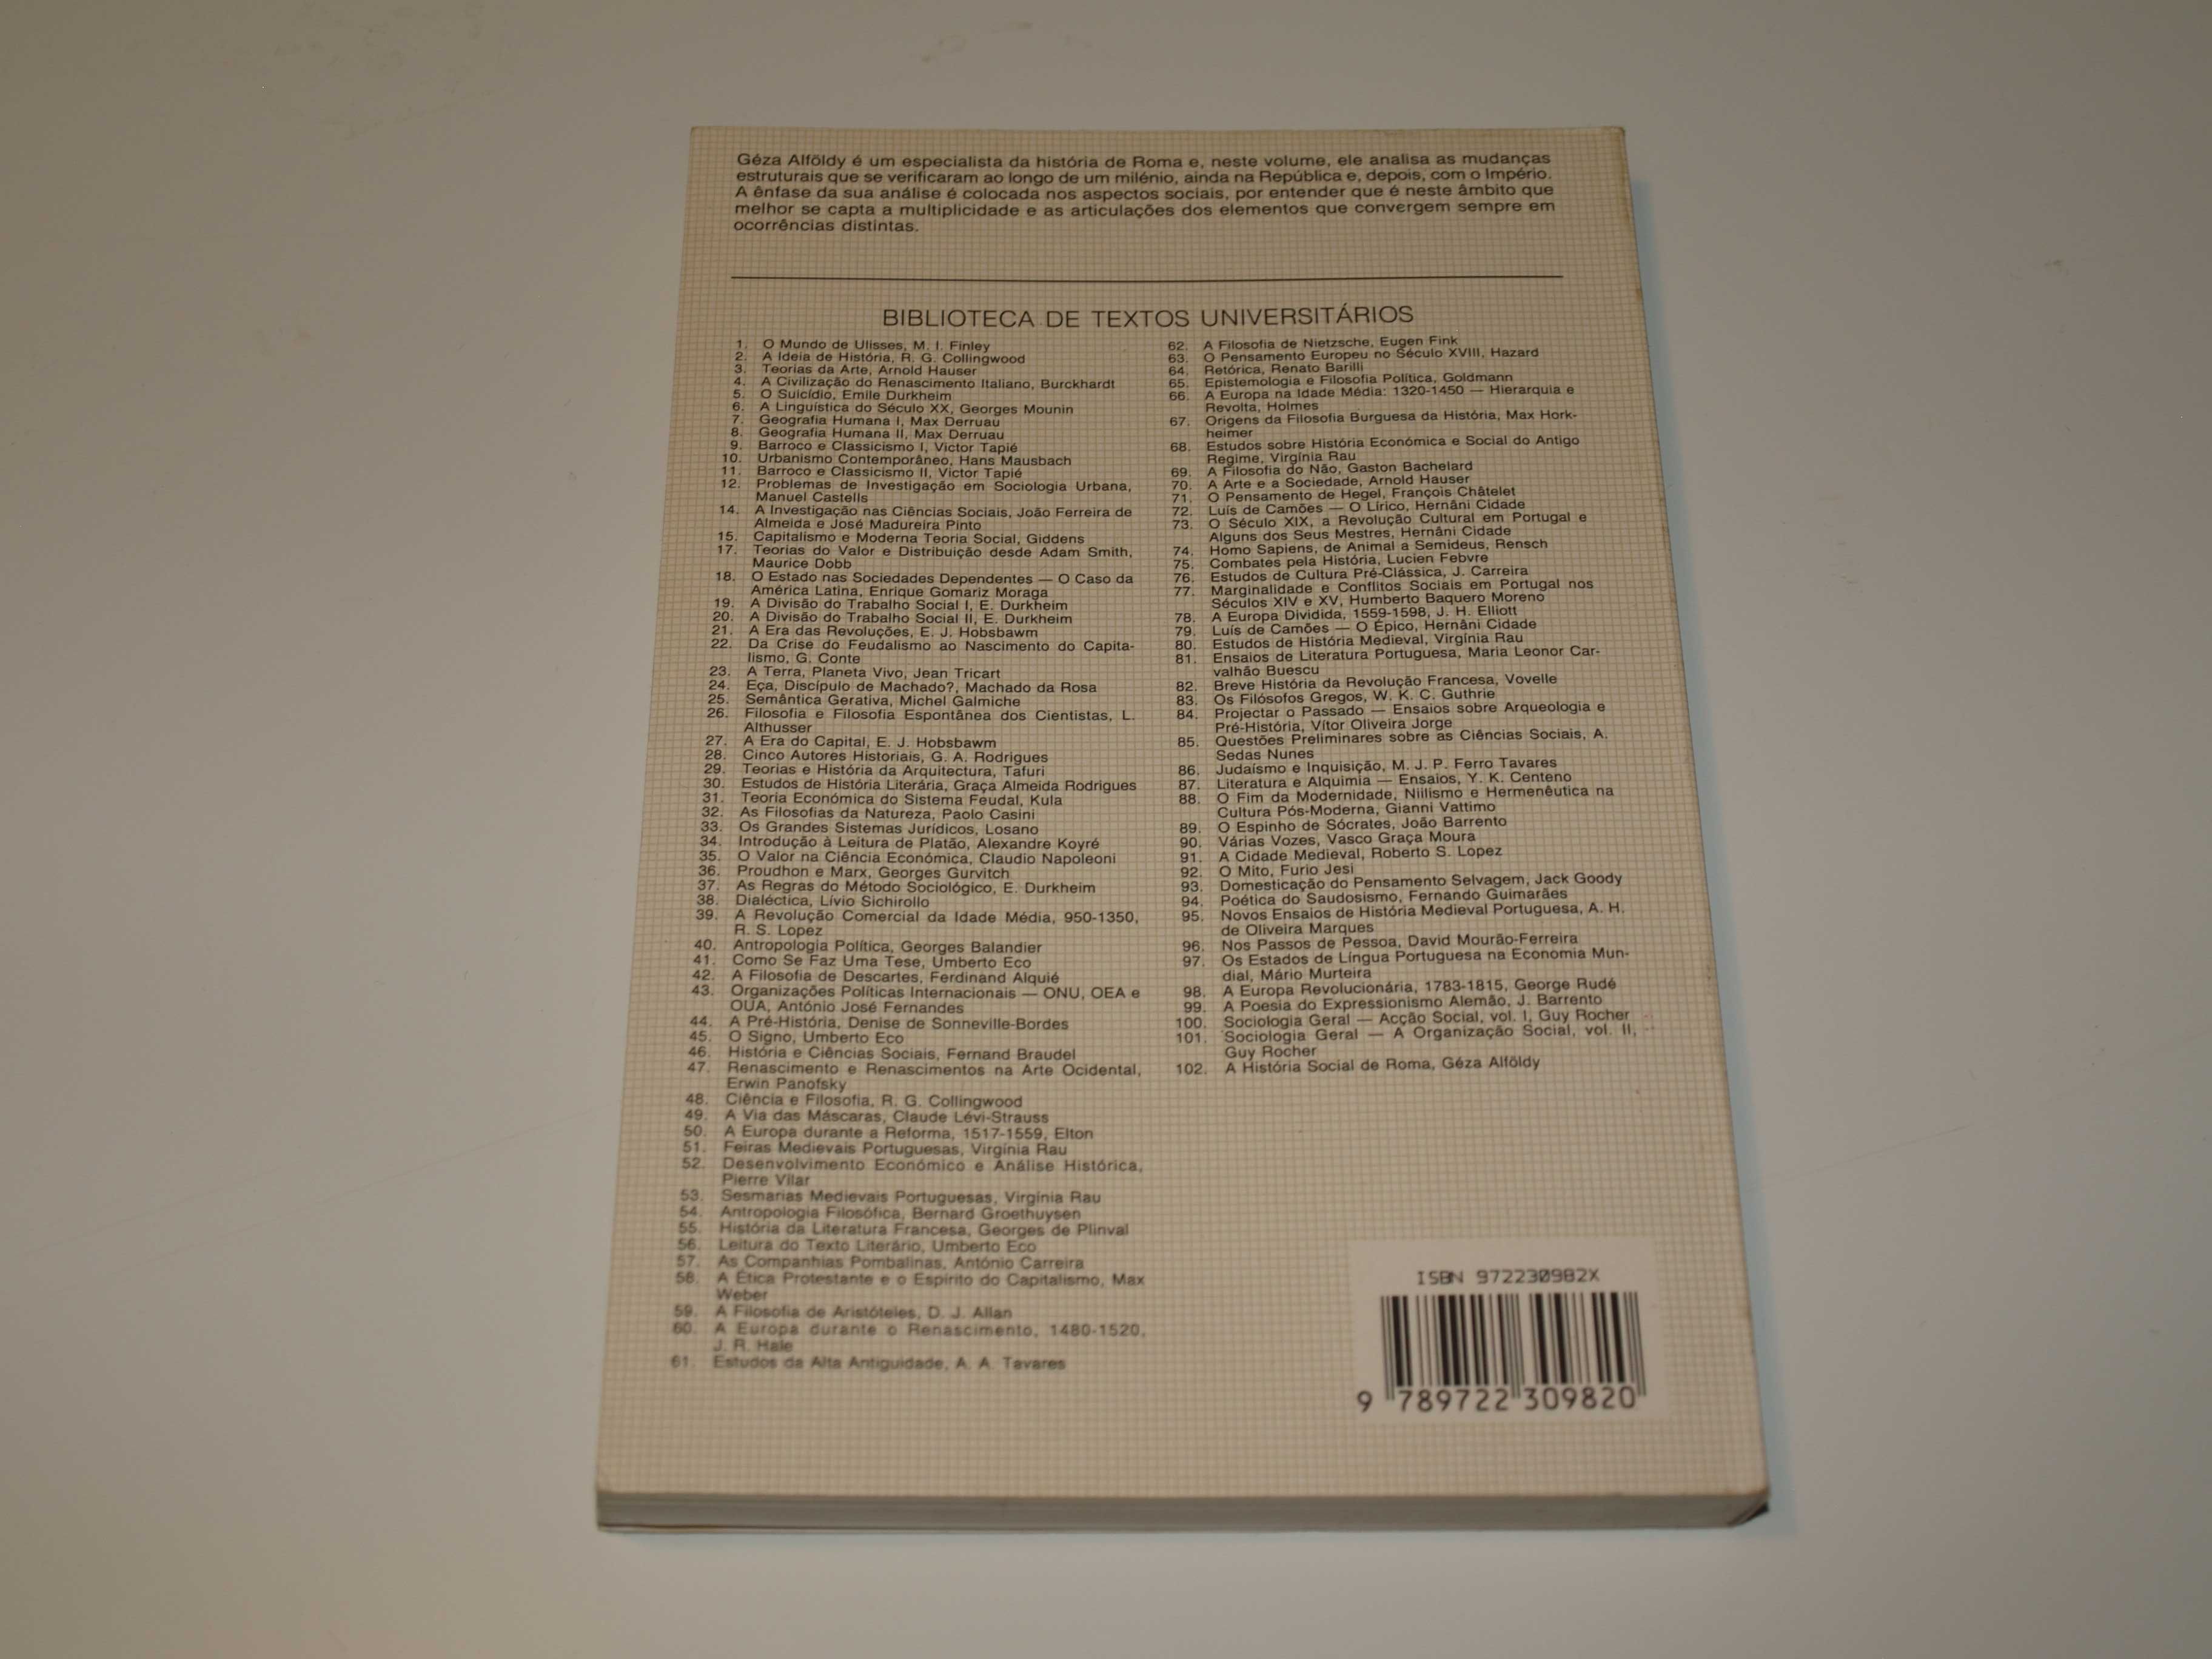 Géza Alföldy é um especialista da história de Roma e, neste volume, ele analisa as mudanças
estruturais que se verificaram ao longo de um milénio, ainda na República e, depois, com o Império.
A ênfase da sua análise é colocada nos aspectos sociais, por entender que é neste âmbito que
melhor se capta a multiplicidade e as articulações dos elementos que convergem sempre em
ocorrências distintas.
BIBLIOTECA DE TEXTOS UNIVERSITÁRIOS
1. O Mundo de Ulisses, M. I. Finley
2. A Ideia de História, R. G. Collingwood
3. Teorias da Arte, Arnold Hauser
4. A Civilização do Renascimento Italiano, Burckhardt
5. O Suicídio, Emile Durkheim
6. A Linguística do Século XX, Georges Mounin
7. Geografia Humana I, Max Derruau
8. Geografia Humana II, Max Derruau
9. Barroco e Classicismo I, Victor Tapié
10. Urbanismo Contemporâneo, Hans Mausbach
11. Barroco e Classicismo II, Victor Tapié
12. Problemas de Investigação em Sociologia Urbana,
Manuel Castells
14. A Investigação nas Ciências Sociais, João Ferreira de
Almeida e José Madureira Pinto
15. Capitalismo e Moderna Teoria Social, Giddens
17. Teorias do Valor e Distribuição desde Adam Smith,
Maurice Dobb
18. O Estado nas Sociedades Dependentes — O Caso da
América Latina, Enrique Gomariz Moraga
19. A Divisão do Trabalho Social I, E. Durkheim
20. A Divisão do Trabalho Social II, E. Durkheim
21. A Era das Revoluções, E. J. Hobsbawm
22. Da Crise do Feudalismo ao Nascimento do Capita-
lismo, G. Conte
23. A Terra, Planeta Vivo, Jean Tricart
24. Eça, Discípulo de Machado?, Machado da Rosa
25. Semântica Gerativa, Michel Galmiche
26. Filosofia e Filosofia Espontânea dos Cientistas, L.
Althusser
27. A Era do Capital, E. J. Hobsbawm
28. Cinco Autores Historiais, G. A. Rodrigues
29. Teorias e História da Arquitectura, Tafuri
30. Estudos de História Literária, Graça Almeida Rodrigues
31. Teoria Económica do Sistema Feudal, Kula
32. As Filosofias da Natureza, Paolo Casini
33. Os Grandes Sistemas Jurídicos, Losano
34. Introdução à Leitura de Platão, Alexandre Koyré
35. O Valor na Ciência Económica, Claudio Napoleoni
36. Proudhon e Marx, Georges Gurvitch
37. As Regras do Método Sociológico, E. Durkheim
38. Dialéctica, Lívio Sichirollo
39. A Revolução Comercial da Idade Média, 950-1350,
R. S. Lopez
40. Antropologia Política, Georges Balandier
41. Como Se Faz Uma Tese, Umberto Eco
42. A Filosofia de Descartes, Ferdinand Alquié
43. Organizações Políticas Internacionais — ONU, OEA e
OUA, António José Fernandes
44. A Pré-História, Denise de Sonneville-Bordes
45. O Signo, Umberto Eco
46. História e Ciências Sociais, Fernand Braudel
47. Renascimento e Renascimentos na Arte Ocidental,
Erwin Panofsky
48. Ciência e Filosofia, R. G. Collingwood
49. A Via das Máscaras, Claude Lévi-Strauss
50. A Europa durante a Reforma, 1517-1559, Elton
51. Feiras Medievais Portuguesas, Virgínia Rau
52. Desenvolvimento Económico e Análise Histórica,
Pierre Vilar
53. Sesmarias Medievais Portuguesas, Virgínia Rau
54. Antropologia Filosófica, Bernard Groethuysen
55. História da Literatura Francesa, Georges de Plinval
56. Leitura do Texto Literário, Umberto Eco
57. As Companhias Pombalinas, António Carreira
58. A Ética Protestante e o Espírito do Capitalismo, Max
Weber
59. A Filosofia de Aristóteles, D. J. Allan
60. A Europa durante o Renascimento, 1480-1520,
J. R. Hale
61. Estudos da Alta Antiguidade, A. A. Tavares
62. A Filosofia de Nietzsche, Eugen Fink
63. O Pensamento Europeu no Século XVIII, Hazard
64. Retórica, Renato Barilli
65. Epistemologia e Filosofia Política, Goldmann
66. A Europa na Idade Média: 1320-1450 — Hierarquia e
Revolta, Holmes
67. Origens da Filosofia Burguesa da História, Max Hork-
heimer
68. Estudos sobre História Económica e Social do Antigo
Regime, Virgínia Rau
69. A Filosofia do Não, Gaston Bachelard
70. A Arte e a Sociedade, Arnold Hauser
71. O Pensamento de Hegel, François Châtelet
72. Luís de Camões — O Lírico, Hernâni Cidade
73. O Século XIX, a Revolução Cultural em Portugal e
Alguns dos Seus Mestres, Hernâni Cidade
74. Homo Sapiens, de Animal a Semideus, Rensch
75. Combates pela História, Lucien Febvre
76. Estudos de Cultura Pré-Clássica, J. Carreira
77. Marginalidade e Conflitos Sociais em Portugal nos
Séculos XIV e XV, Humberto Baquero Moreno
78. A Europa Dividida, 1559-1598, J. H. Elliott
79. Luís de Camões — O Épico, Hernâni Cidade
80. Estudos de História Medieval, Virgínia Rau
81. Ensaios de Literatura Portuguesa, Maria Leonor Car-
valhão Buescu
82. Breve História da Revolução Francesa, Vovelle
83. Os Filósofos Gregos, W. K. C. Guthrie
84. Projectar o Passado — Ensaios sobre Arqueologia e
Pré-História, Vítor Oliveira Jorge
85. Questões Preliminares sobre as Ciências Sociais, A.
Sedas Nunes
86. Judaísmo e Inquisição, M. J. P. Ferro Tavares
87. Literatura e Alquimia — Ensaios, Y. K. Centeno
88. O Fim da Modernidade, Niilismo e Hermenêutica na
Cultura Pós-Moderna, Gianni Vattimo
89. O Espinho de Sócrates, João Barrento
90. Várias Vozes, Vasco Graça Moura
91. A Cidade Medieval, Roberto S. Lopez
92. O Mito, Furio Jesi
93. Domesticação do Pensamento Selvagem, Jack Goody
94. Poética do Saudosismo, Fernando Guimarães
95. Novos Ensaios de História Medieval Portuguesa, A. H.
de Oliveira Marques
96. Nos Passos de Pessoa, David Mourão-Ferreira
97. Os Estados de Língua Portuguesa na Economia Mun-
dial, Mário Murteira
98. A Europa Revolucionária, 1783-1815, George Rudé
99. A Poesia do Expressionismo Alemão, J. Barrento
100. Sociologia Geral — Acção Social, vol. I, Guy Rocher
101. Sociologia Geral — A Organização Social, vol. II,
Guy Rocher
102. A História Social de Roma, Géza Alföldy
ISBN 972230982X
9 789722 309820